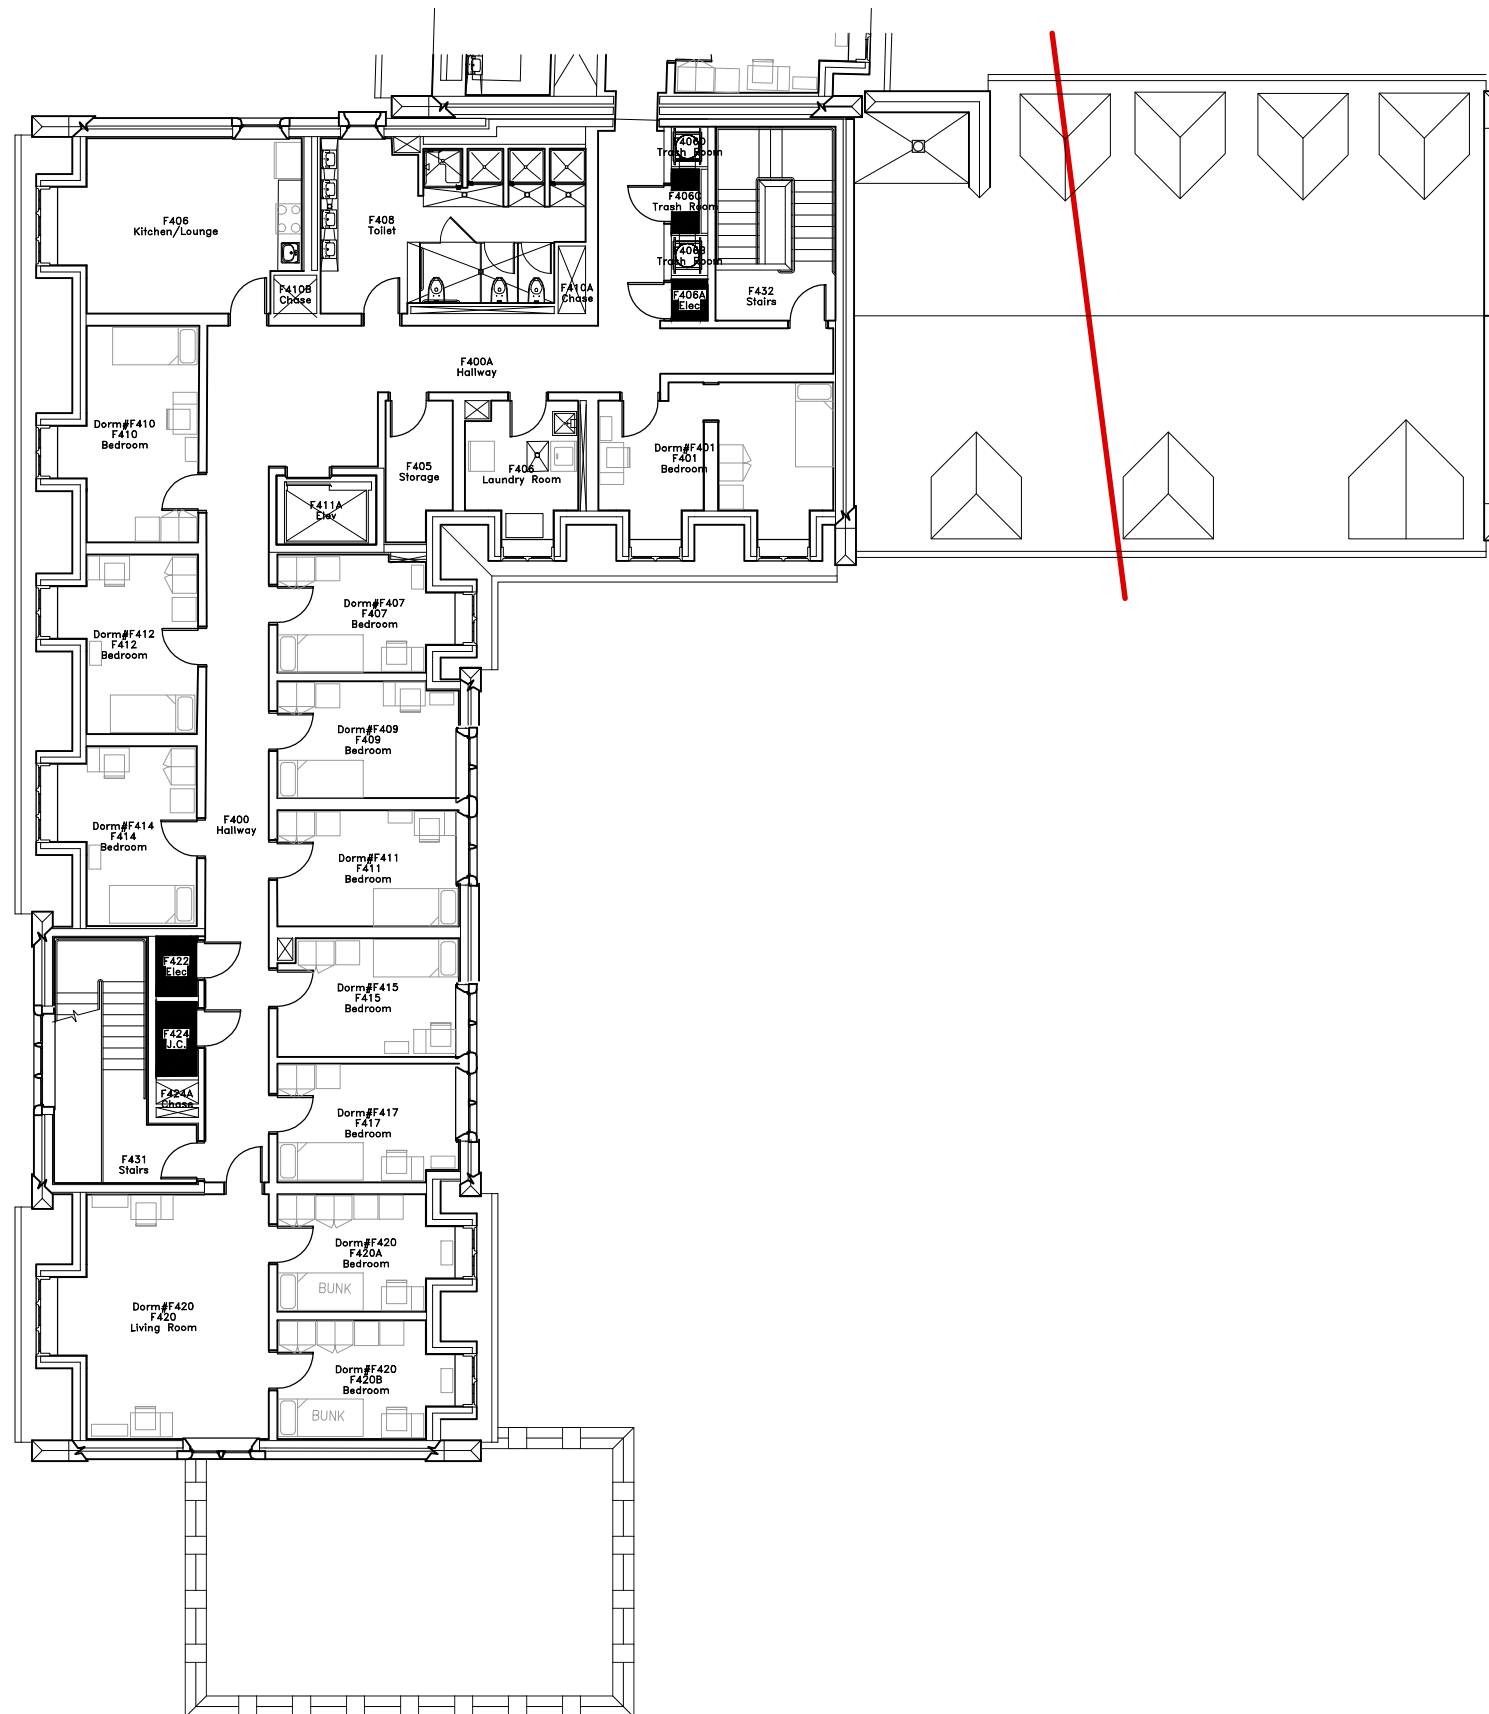 F406D
Trash Room
F406C
Trash Room
F406
Kitchen/Lounge
F408
Toilet
F406B
Trash Room
F410B
Chase
F410A
Chase
F406A
Elec
F432
Stairs
F400A
Hallway
Dorm#F410
F410
Bedroom
F405
Storage
F406
Laundry Room
Dorm#F401
F401
Bedroom
F411A
Elev
Dorm#F407
F407
Bedroom
Dorm#F412
F412
Bedroom
Dorm#F409
F409
Bedroom
Dorm#F414
F414
Bedroom
F400
Hallway
Dorm#F411
F411
Bedroom
F422
Elec
Dorm#F415
F415
Bedroom
F424
J.C.
F424A
Chase
Dorm#F417
F417
Bedroom
F431
Stairs
Dorm#F420
F420A
Bedroom
BUNK
Dorm#F420
F420
Living Room
Dorm#F420
F420B
Bedroom
BUNK